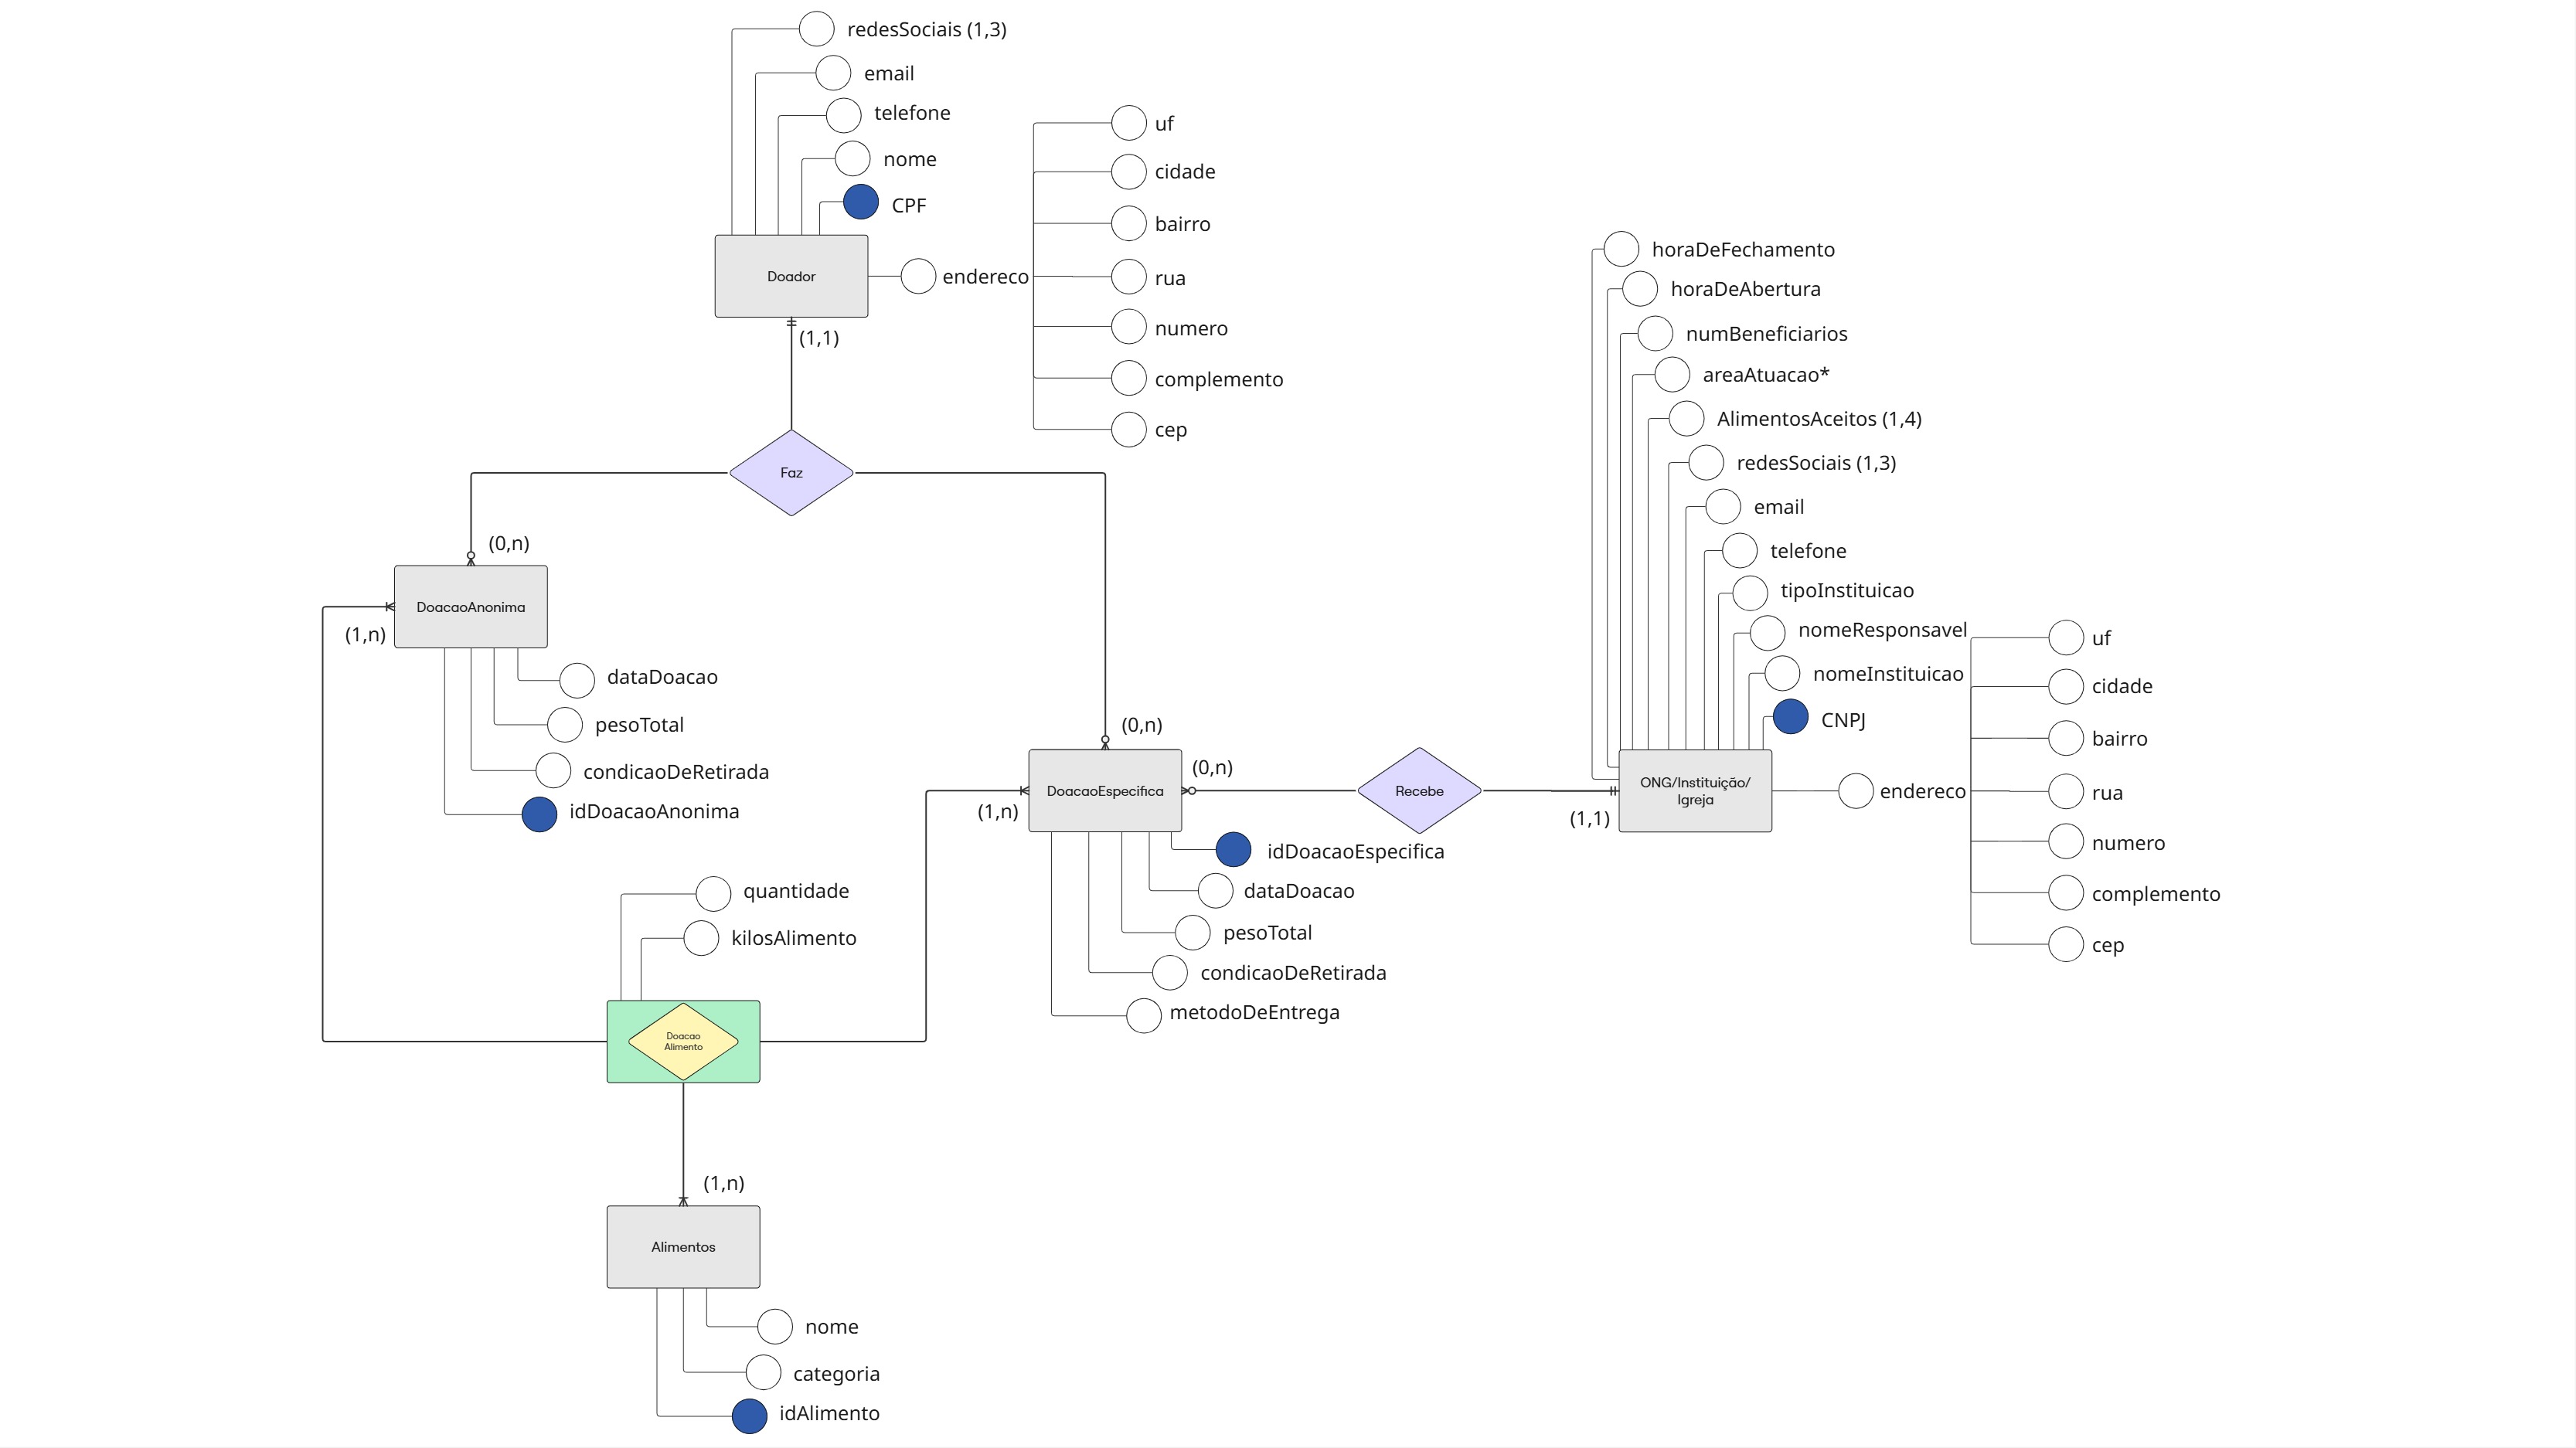 redesSociais (1,3)
email
telefone
nome
CPF
Doador
endereco
uf
cidade
bairro
rua
numero
complemento
cep
(1,1)
Faz
(0,n)
DoacaoAnonima
(1,n)
dataDoacao
pesoTotal
condicaoDeRetirada
idDoacaoAnonima
(0,n)
DoacaoEspecifica
(0,n)
(1,n)
idDoacaoEspecifica
dataDoacao
pesoTotal
condicaoDeRetirada
metodoDeEntrega
Recebe
(1,1)
horaDeFechamento
horaDeAbertura
numBeneficiarios
areaAtuacao*
AlimentosAceitos (1,4)
redesSociais (1,3)
email
telefone
tipoInstituicao
nomeResponsavel
nomeInstituicao
CNPJ
ONG/Instituição/
Igreja
endereco
uf
cidade
bairro
rua
numero
complemento
cep
quantidade
kilosAlimento
Doacao
Alimento
(1,n)
Alimentos
nome
categoria
idAlimento